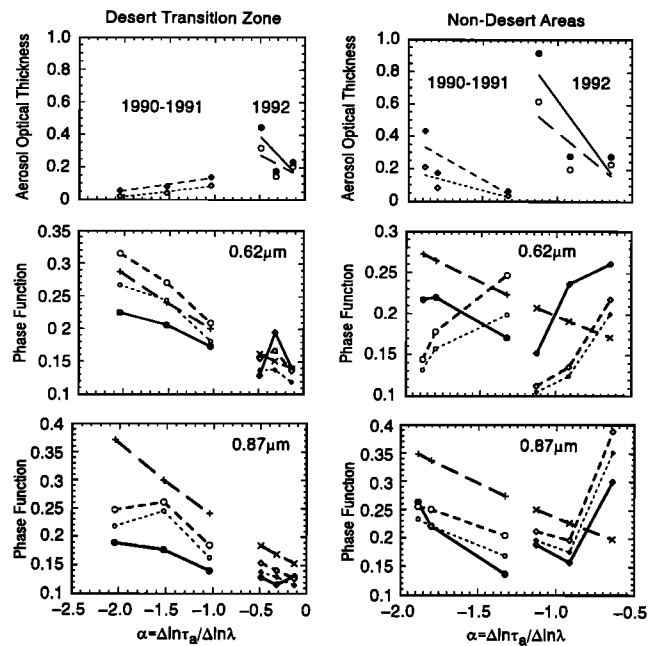 Desert Transition Zone
Non-Desert Areas
Aerosol Optical Thickness
1.0
0.8
0.6
0.4
0.2
0
1990-1991
1992
Aerosol Optical Thickness
1.0
0.8
0.6
0.4
0.2
0
1990-1991
1992
Phase Function
0.35
0.3
0.25
0.2
0.15
0.1
0.62μm
Phase Function
0.3
0.25
0.2
0.15
0.1
0.62μm
Phase Function
0.4
0.35
0.3
0.25
0.2
0.15
0.1
0.87μm
Phase Function
0.4
0.35
0.3
0.25
0.2
0.15
0.1
0.87μm
−2.5 −2.0 −1.5 −1.0 −0.5 0
−2.0 −1.5 −1.0 −0.5
α=Δlnτa/Δlnλ
α=Δlnτa/Δlnλ